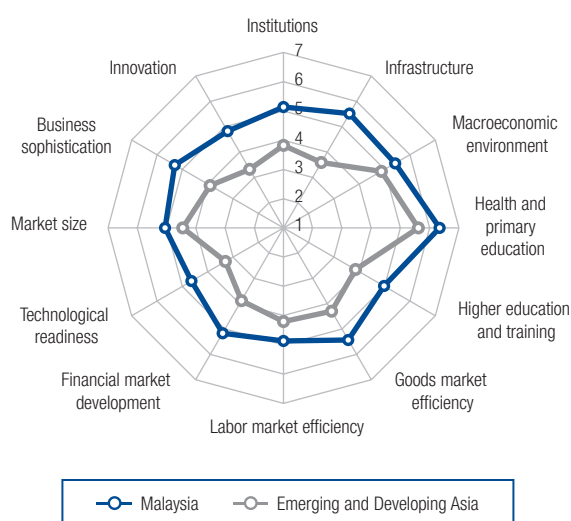 Institutions
7
6
5
4
3
2
1
Infrastructure
Macroeconomic
environment
Health and
primary
education
Higher education
and training
Goods market
efficiency
Labor market efficiency
Financial market
development
Technological
readiness
Market size
Business
sophistication
Innovation
Malaysia
Emerging and Developing Asia